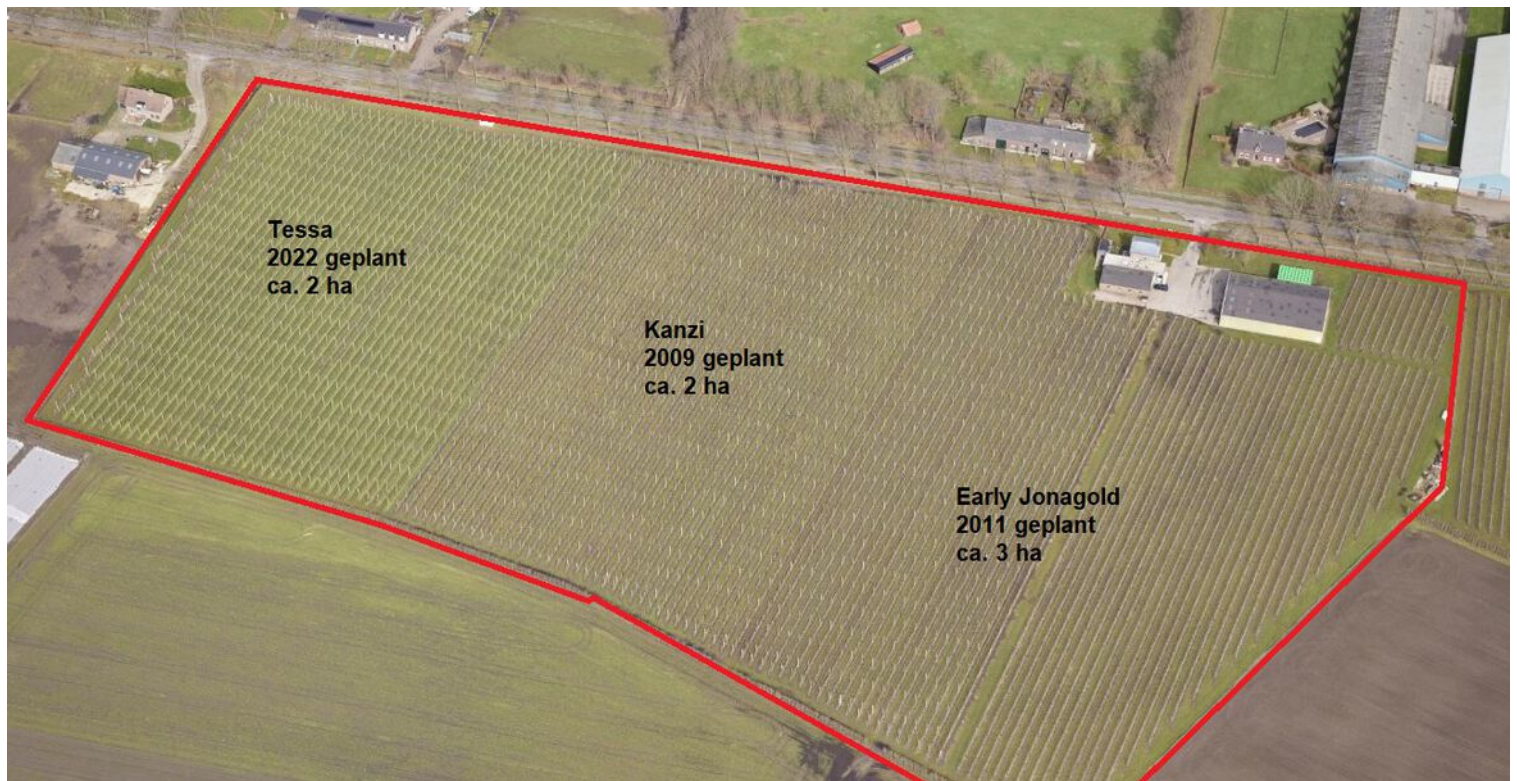 Tessa
2022 geplant
ca. 2 ha
Kanzi
2009 geplant
ca. 2 ha
Early Jonagold
2011 geplant
ca. 3 ha